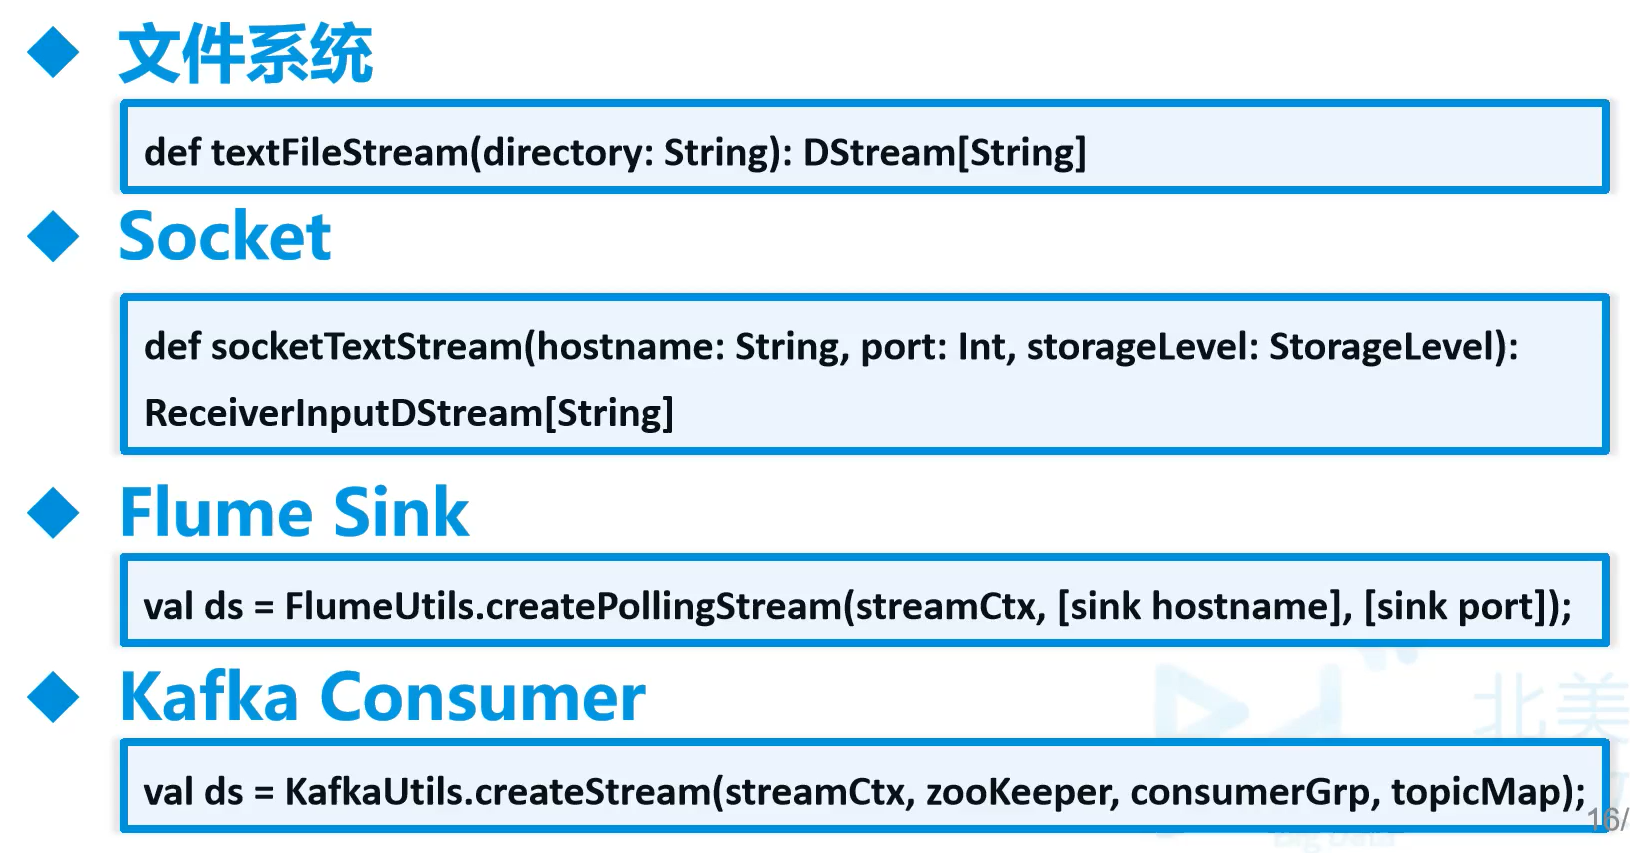 文件系统
def textFileStream(directory: String): DStream[String]
Socket
def socketTextStream(hostname: String, port: Int, storageLevel: StorageLevel):
ReceiverInputDStream[String]
Flume Sink
val ds = FlumeUtils.createPollingStream(streamCtx, [sink hostname], [sink port]);
Kafka Consumer
北美
val ds = KafkaUtils.createStream(streamCtx, zooKeeper, consumerGrp, topicMap);
16/
Big Data